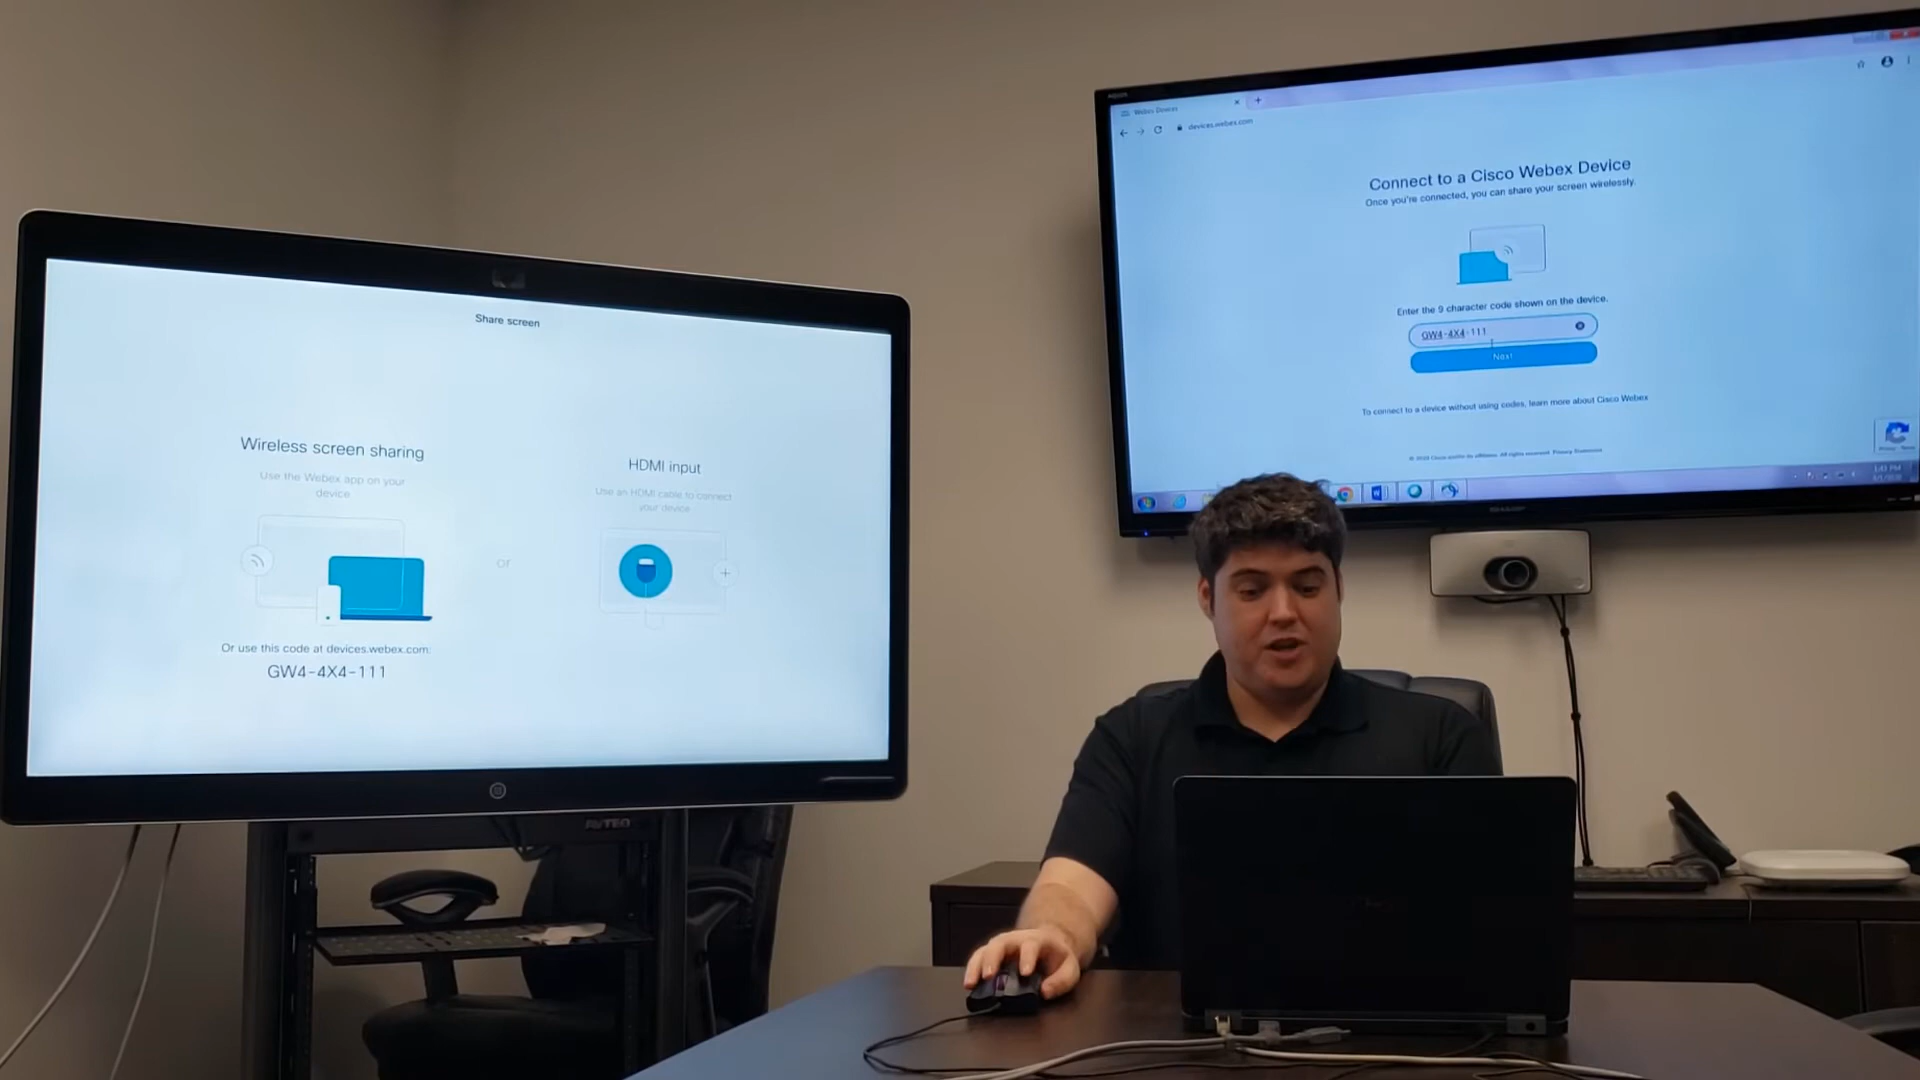 Share screen
Wireless screen sharing
Use the Webex app on your
device
or
HDMI input
Use an HDMI cable to connect
your device
Or use this code at devices.webex.com:
GW4-4X4-111
AVTEQ
Webex Devices
devices.webex.com
Connect to a Cisco Webex Device
Once you're connected, you can share your screen wirelessly.
Enter the 9 character code shown on the device.
GW4-4X4-111
Next
To connect to a device without using codes, learn more about Cisco Webex